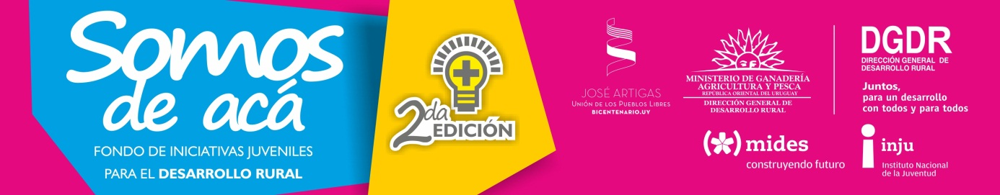 Somos
de acá
FONDO DE INICIATIVAS JUVENILES
PARA EL DESARROLLO RURAL
2da
EDICIÓN
JOSÉ ARTIGAS
UNIÓN DE LOS PUEBLOS LIBRES
BICENTENARIO.UY
MINISTERIO DE GANADERÍA
AGRICULTURA Y PESCA
REPÚBLICA ORIENTAL DEL URUGUAY
DIRECCIÓN GENERAL DE
DESARROLLO RURAL
DGDR
DIRECCIÓN GENERAL DE
DESARROLLO RURAL
Juntos,
para un desarrollo
con todos y para todos
mides
construyendo futuro
inju
Instituto Nacional
de la Juventud